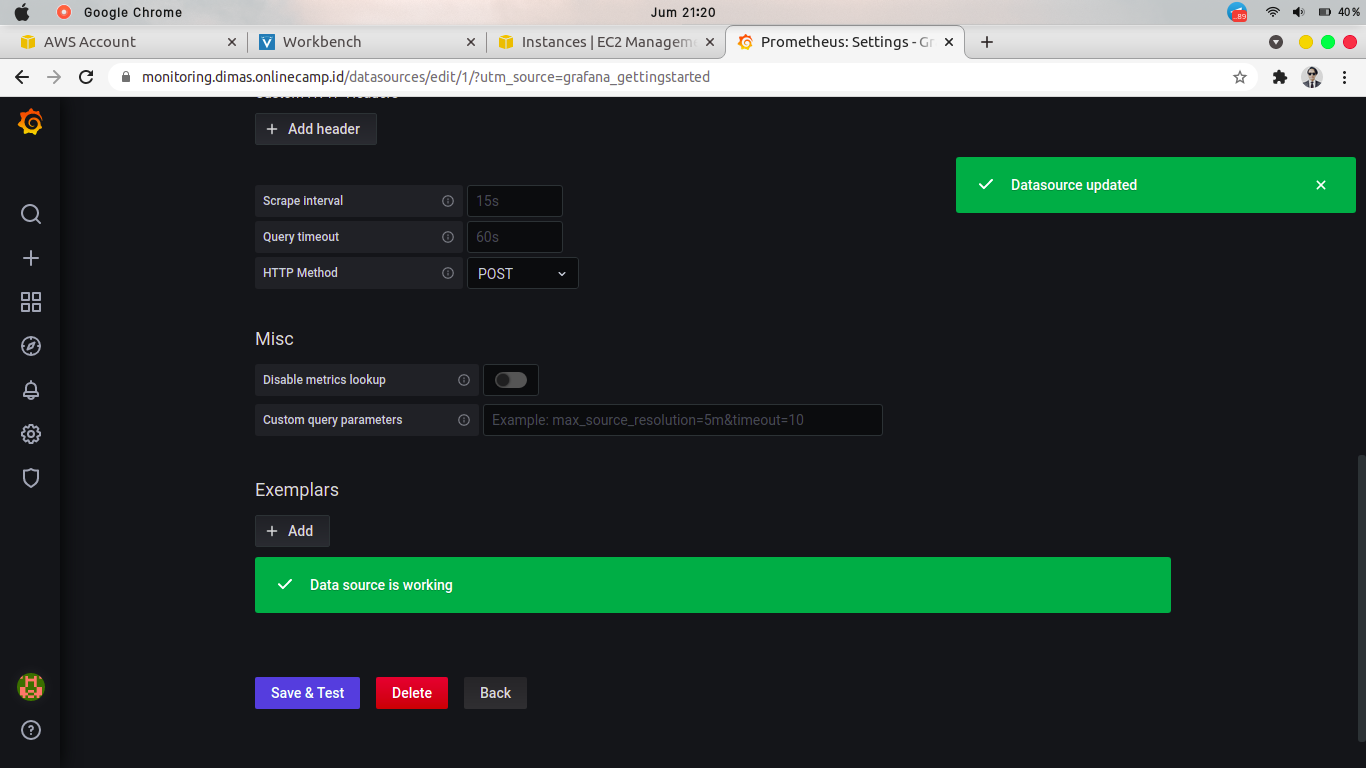 Google Chrome
Jum 21:20
89
40%
AWS Account
Workbench
Instances | EC2 Managem
Prometheus: Settings - Gr
monitoring.dimas.onlinecamp.id/datasources/edit/1/?utm_source=grafana_gettingstarted
+ Add header
Datasource updated
Scrape interval
15s
Query timeout
60s
HTTP Method
POST
Misc
Disable metrics lookup
Custom query parameters
Example: max_source_resolution=5m&timeout=10
Exemplars
+ Add
Data source is working
Save & Test
Delete
Back